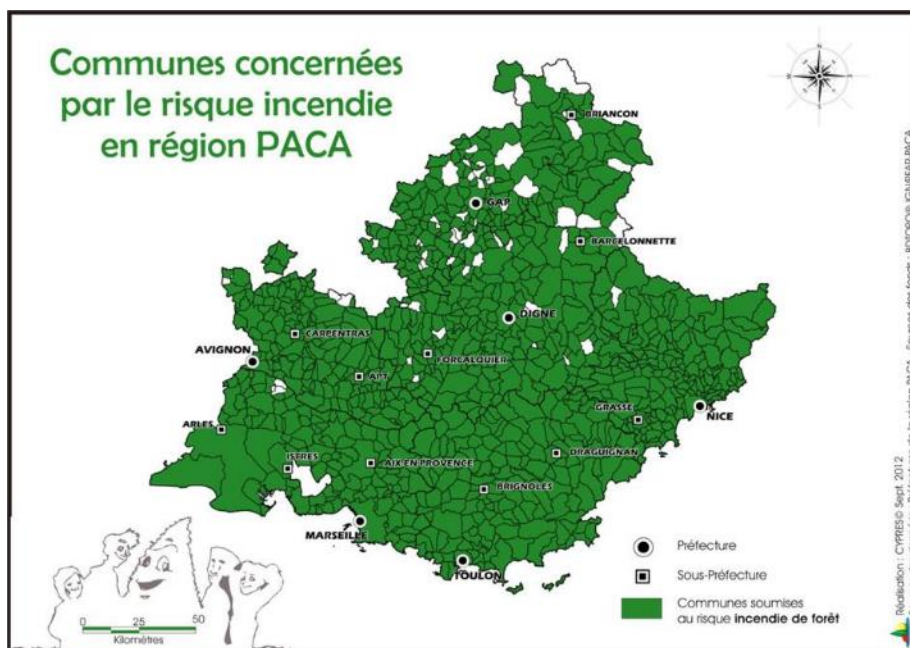 Communes concernées
par le risque incendie
en région PACA
BRIANCON
GAP
BARCELONNETTE
DIGNE
CARPENTRAS
AVIGNON
FORCALQUIER
APT
GRASSE
NICE
ARLES
ISTRES
AIX-EN-PROVENCE
DRAGUIGNAN
BRIGNOLES
MARSEILLE
TOULON
Préfecture
Sous-Préfecture
Communes soumises
au risque incendie de forêt
0 25 50
Kilomètres
N
Réalisation : CYPRES© Sept. 2012